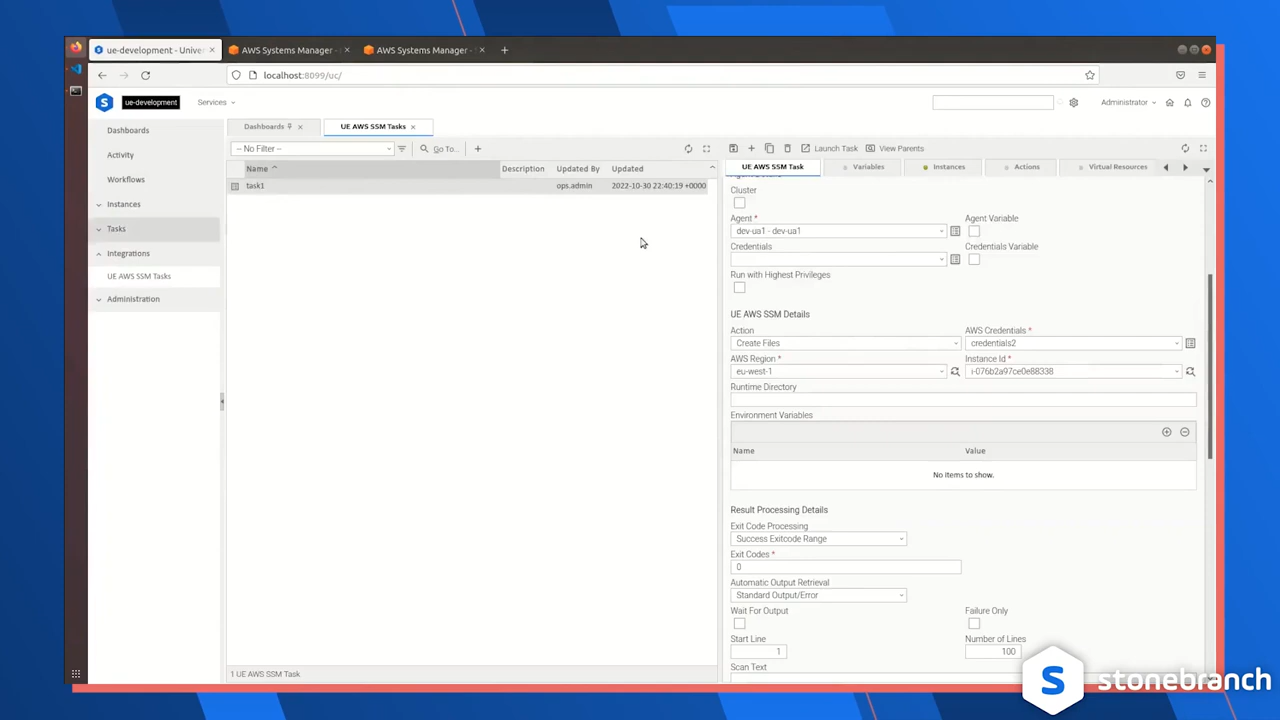 ue-development - Univer
AWS Systems Manager -
AWS Systems Manager -
localhost:8099/uc/
ue-development
Services
Administrator
Dashboards
Activity
Workflows
Instances
Tasks
Integrations
UE AWS SSM Tasks
Administration
Dashboards
UE AWS SSM Tasks
-- No Filter --
Go To...
Name Description Updated By Updated
task1 ops.admin 2022-10-30 22:40:19 +0000
1 UE AWS SSM Task
Launch Task View Parents
UE AWS SSM Task Variables Instances Actions Virtual Resources
Cluster
Agent * Agent Variable
dev-ua1 - dev-ua1
Credentials Credentials Variable
Run with Highest Privileges
UE AWS SSM Details
Action AWS Credentials *
Create Files credentials2
AWS Region * Instance Id *
eu-west-1 i-076b2a97ce0e88338
Runtime Directory
Environment Variables
Name Value
No items to show.
Result Processing Details
Exit Code Processing
Success Exitcode Range
Exit Codes *
0
Automatic Output Retrieval
Standard Output/Error
Wait For Output Failure Only
Start Line Number of Lines
1 100
Scan Text
S stonebranch